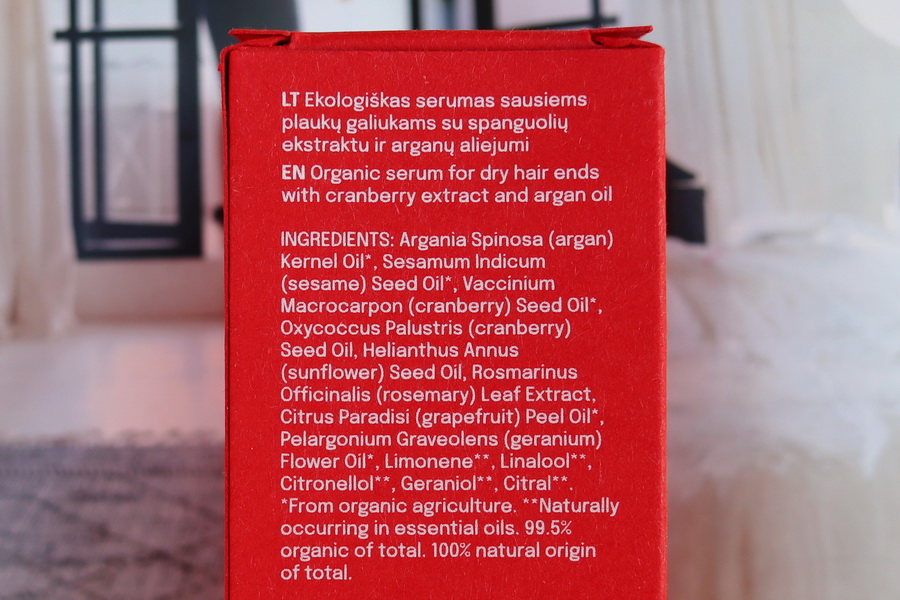 LT Ekologiškas serumas sausiems
plaukų galiukams su spanguolių
ekstraktu ir arganų aliejumi
EN Organic serum for dry hair ends
with cranberry extract and argan oil
INGREDIENTS: Argania Spinosa (argan)
Kernel Oil*, Sesamum Indicum
(sesame) Seed Oil*, Vaccinium
Macrocarpon (cranberry) Seed Oil*,
Oxycoccus Palustris (cranberry)
Seed Oil, Helianthus Annus
(sunflower) Seed Oil, Rosmarinus
Officinalis (rosemary) Leaf Extract,
Citrus Paradisi (grapefruit) Peel Oil*,
Pelargonium Graveolens (geranium)
Flower Oil*, Limonene**, Linalool**,
Citronellol**, Geraniol**, Citral**.
*From organic agriculture. **Naturally
occurring in essential oils. 99.5%
organic of total. 100% natural origin
of total.